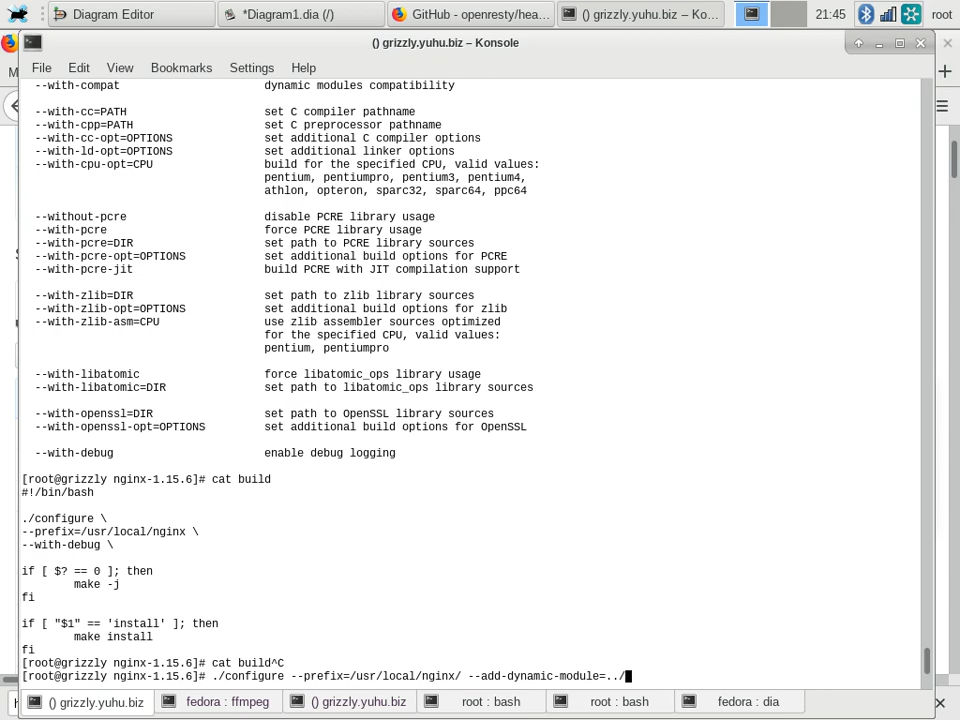 Diagram Editor
*Diagram1.dia (/)
GitHub - openresty/hea...
() grizzly.yuhu.biz – Ko...
21:45
root
() grizzly.yuhu.biz – Konsole
File Edit View Bookmarks Settings Help
--with-compat dynamic modules compatibility
--with-cc=PATH set C compiler pathname
--with-cpp=PATH set C preprocessor pathname
--with-cc-opt=OPTIONS set additional C compiler options
--with-ld-opt=OPTIONS set additional linker options
--with-cpu-opt=CPU build for the specified CPU, valid values:
pentium, pentiumpro, pentium3, pentium4,
athlon, opteron, sparc32, sparc64, ppc64
--without-pcre disable PCRE library usage
--with-pcre force PCRE library usage
--with-pcre=DIR set path to PCRE library sources
--with-pcre-opt=OPTIONS set additional build options for PCRE
--with-pcre-jit build PCRE with JIT compilation support
--with-zlib=DIR set path to zlib library sources
--with-zlib-opt=OPTIONS set additional build options for zlib
--with-zlib-asm=CPU use zlib assembler sources optimized
for the specified CPU, valid values:
pentium, pentiumpro
--with-libatomic force libatomic_ops library usage
--with-libatomic=DIR set path to libatomic_ops library sources
--with-openssl=DIR set path to OpenSSL library sources
--with-openssl-opt=OPTIONS set additional build options for OpenSSL
--with-debug enable debug logging
[root@grizzly nginx-1.15.6]# cat build
#!/bin/bash
./configure \
--prefix=/usr/local/nginx \
--with-debug \
if [ $? == 0 ]; then
make -j
fi
if [ "$1" == 'install' ]; then
make install
fi
[root@grizzly nginx-1.15.6]# cat build^C
[root@grizzly nginx-1.15.6]# ./configure --prefix=/usr/local/nginx/ --add-dynamic-module=../
() grizzly.yuhu.biz
fedora : ffmpeg
() grizzly.yuhu.biz
root : bash
root : bash
fedora : dia